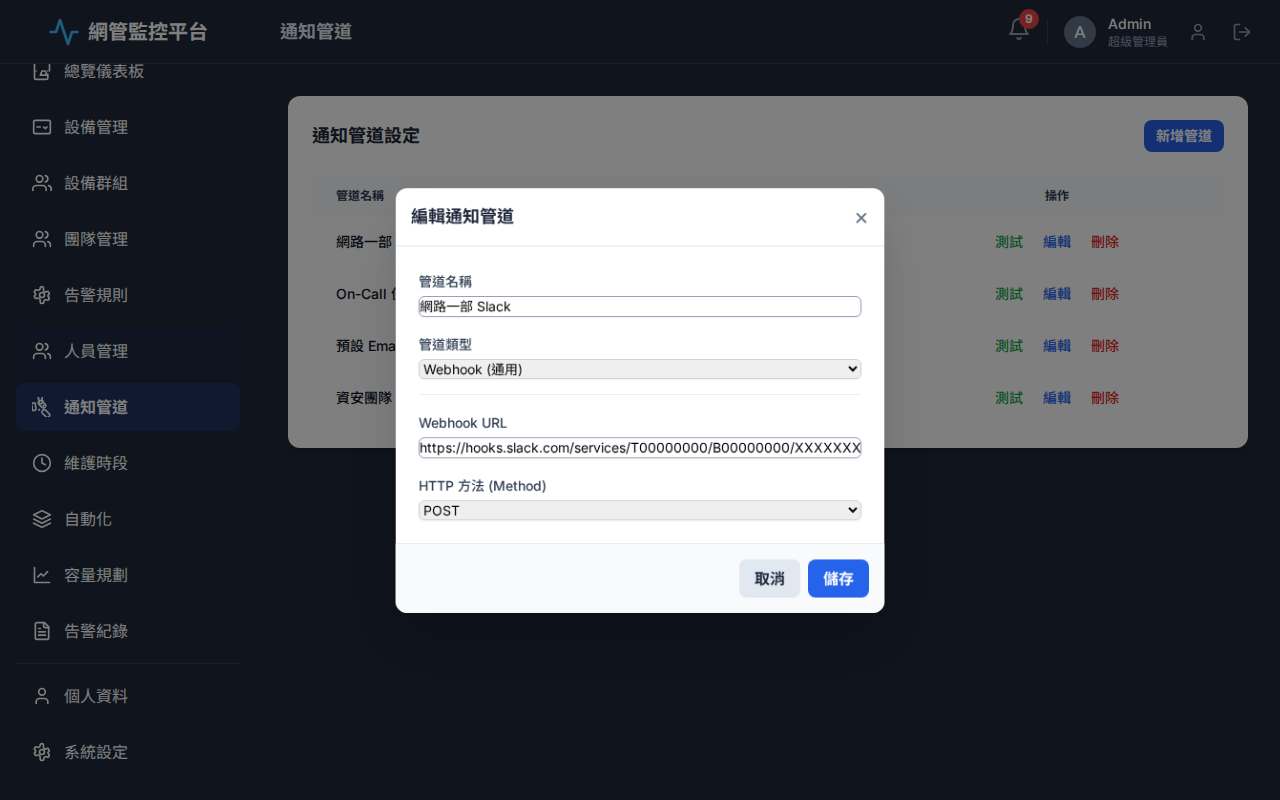 網管監控平台
通知管道
9
A
Admin
超級管理員
總覽儀表板
設備管理
設備群組
團隊管理
告警規則
人員管理
通知管道
維護時段
自動化
容量規劃
告警紀錄
個人資料
系統設定
通知管道設定
新增管道
管道名稱
操作
網路一部
測試 編輯 刪除
On-Call
測試 編輯 刪除
預設 Ema
測試 編輯 刪除
資安團隊
測試 編輯 刪除
編輯通知管道
×
管道名稱
網路一部 Slack
管道類型
Webhook (通用)
Webhook URL
https://hooks.slack.com/services/T00000000/B00000000/XXXXXXX
HTTP 方法 (Method)
POST
取消
儲存